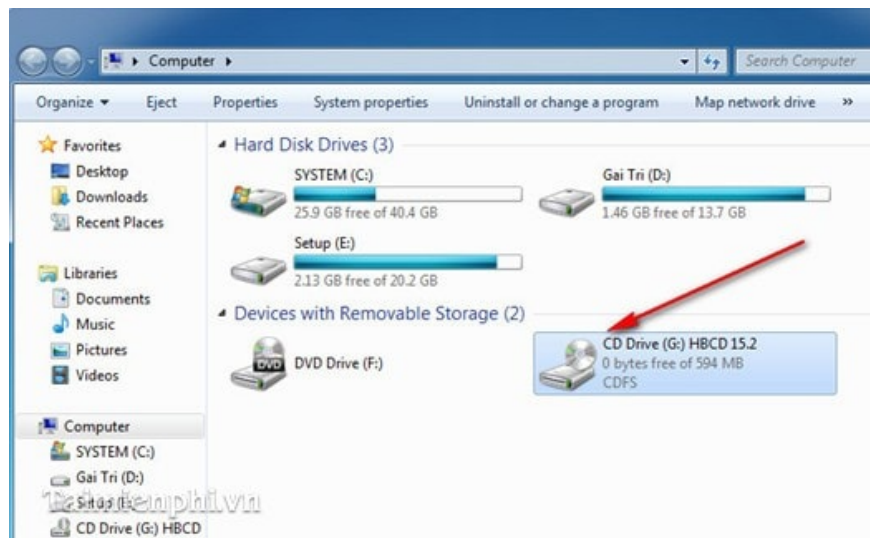 Computer
Search Computer
Organize Eject Properties System properties Uninstall or change a program Map network drive »
Favorites
Desktop
Downloads
Recent Places
Libraries
Documents
Music
Pictures
Videos
Computer
SYSTEM (C:)
Gai Tri (D:)
Setup (E:)
CD Drive (G:) HBCD
Hard Disk Drives (3)
SYSTEM (C:)
25.9 GB free of 40.4 GB
Gai Tri (D:)
1.46 GB free of 13.7 GB
Setup (E:)
2.13 GB free of 20.2 GB
Devices with Removable Storage (2)
DVD
DVD Drive (F:)
CD Drive (G:) HBCD 15.2
0 bytes free of 594 MB
CDFS
Taimienphi.vn